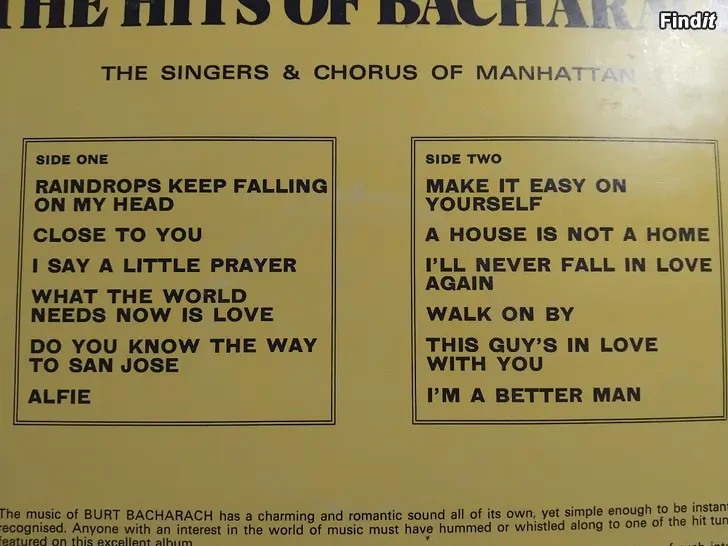 THE HITS OF
Findit
THE SINGERS & CHORUS OF MANHATTAN
SIDE ONE
RAINDROPS KEEP FALLING
ON MY HEAD
CLOSE TO YOU
I SAY A LITTLE PRAYER
WHAT THE WORLD
NEEDS NOW IS LOVE
DO YOU KNOW THE WAY
TO SAN JOSE
ALFIE
SIDE TWO
MAKE IT EASY ON
YOURSELF
A HOUSE IS NOT A HOME
I'LL NEVER FALL IN LOVE
AGAIN
WALK ON BY
THIS GUY'S IN LOVE
WITH YOU
I'M A BETTER MAN
The music of BURT BACHARACH has a charming and romantic sound all of its own, yet simple enough to be
recognised. Anyone with an interest in the world of music must have hummed or whistled along to one of the hit
featured on this excellent album